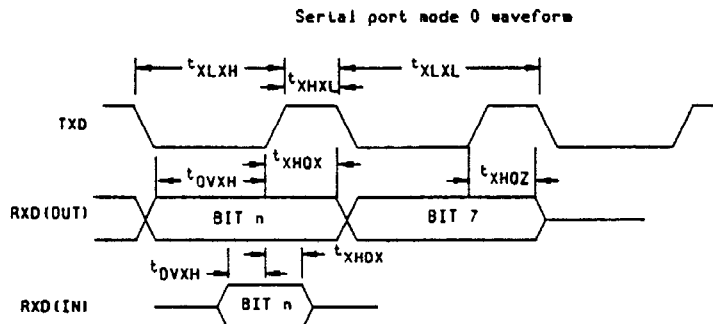 Serial port mode 0 waveform
tXLXH
tXHXL
tXLXL
TXD
tQVXH
tXHQX
tXHQZ
RXD(OUT)
BIT n
BIT 7
tDVXH
tXHDX
RXD(IN)
BIT n